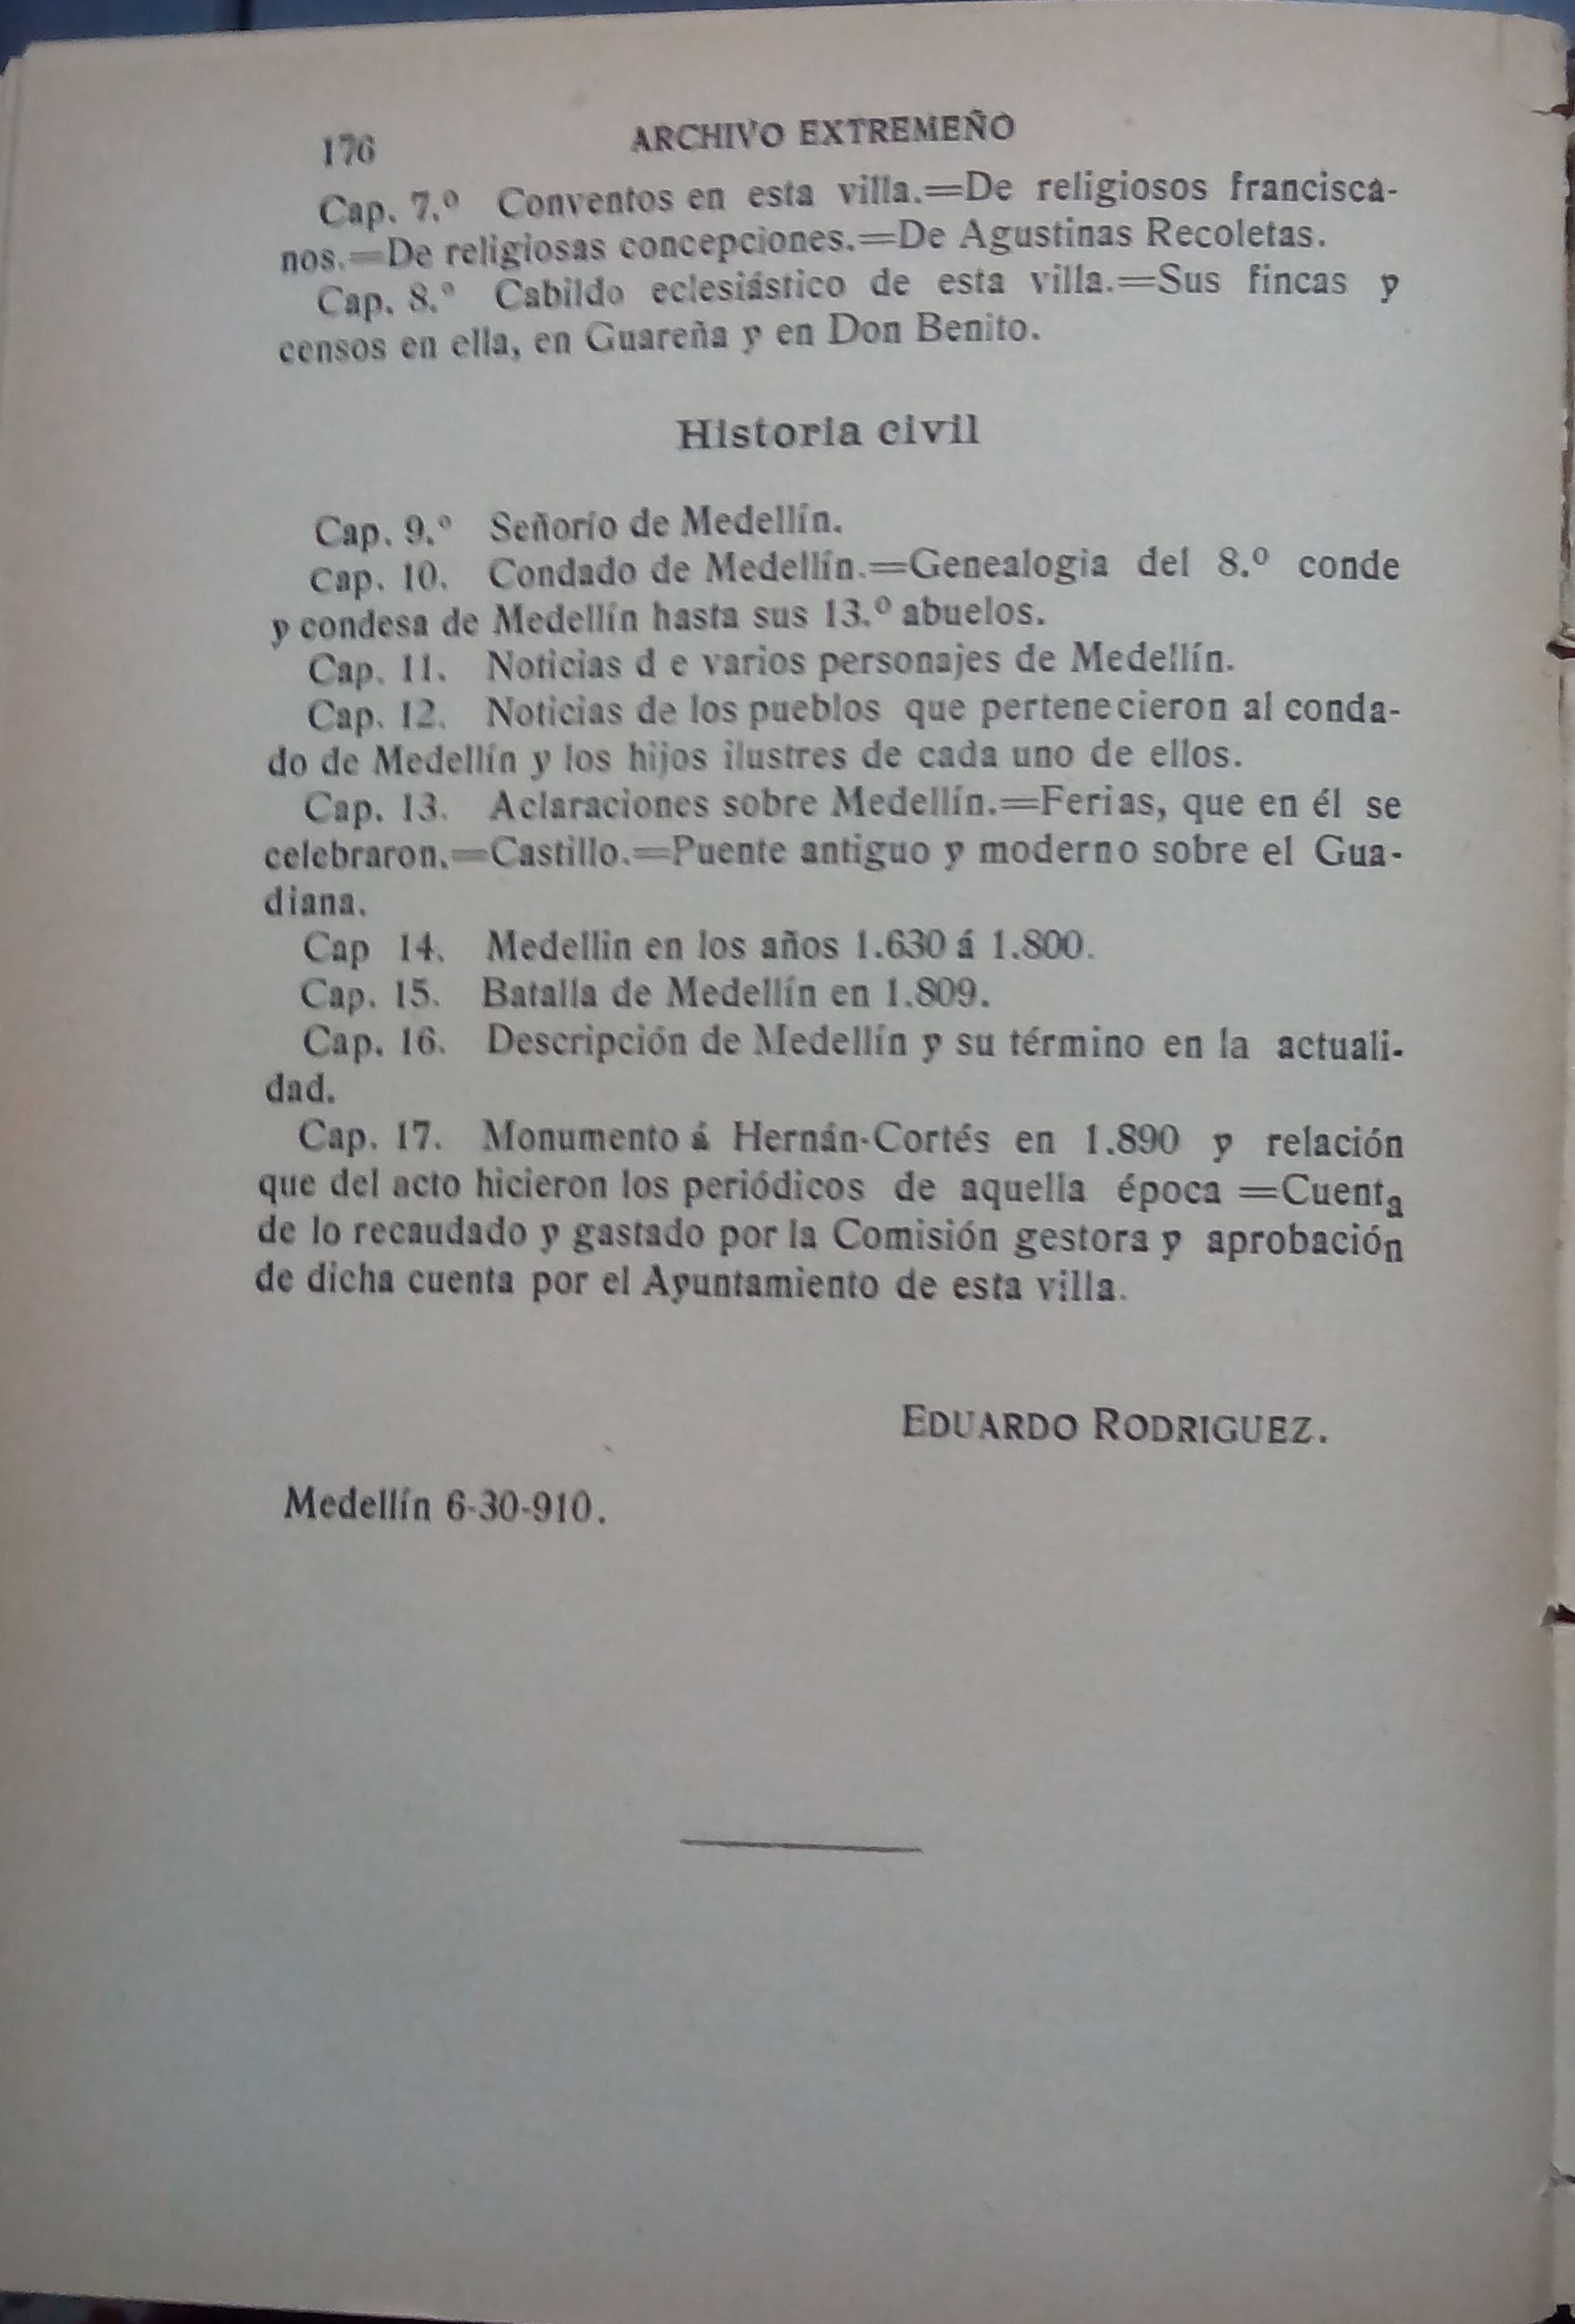 176
ARCHIVO EXTREMEÑO
Cap. 7.º Conventos en esta villa.=De religiosos francisca-
nos.=De religiosas concepciones.=De Agustinas Recoletas.
Cap. 8.º Cabildo eclesiástico de esta villa.=Sus fincas y
censos en ella, en Guareña y en Don Benito.
Historia civil
Cap. 9.º Señorío de Medellín.
Cap. 10. Condado de Medellín.=Genealogia del 8.º conde
y condesa de Medellín hasta sus 13.º abuelos.
Cap. 11. Noticias d e varios personajes de Medellín.
Cap. 12. Noticias de los pueblos que pertenecieron al conda-
do de Medellín y los hijos ilustres de cada uno de ellos.
Cap. 13. Aclaraciones sobre Medellín.=Ferias, que en él se
celebraron.=Castillo.=Puente antiguo y moderno sobre el Gua-
diana.
Cap 14. Medellin en los años 1.630 á 1.800.
Cap. 15. Batalla de Medellín en 1.809.
Cap. 16. Descripción de Medellín y su término en la actuali-
dad.
Cap. 17. Monumento á Hernán-Cortés en 1.890 y relación
que del acto hicieron los periódicos de aquella época =Cuenta
de lo recaudado y gastado por la Comisión gestora y aprobación
de dicha cuenta por el Ayuntamiento de esta villa.
EDUARDO RODRIGUEZ.
Medellín 6-30-910.